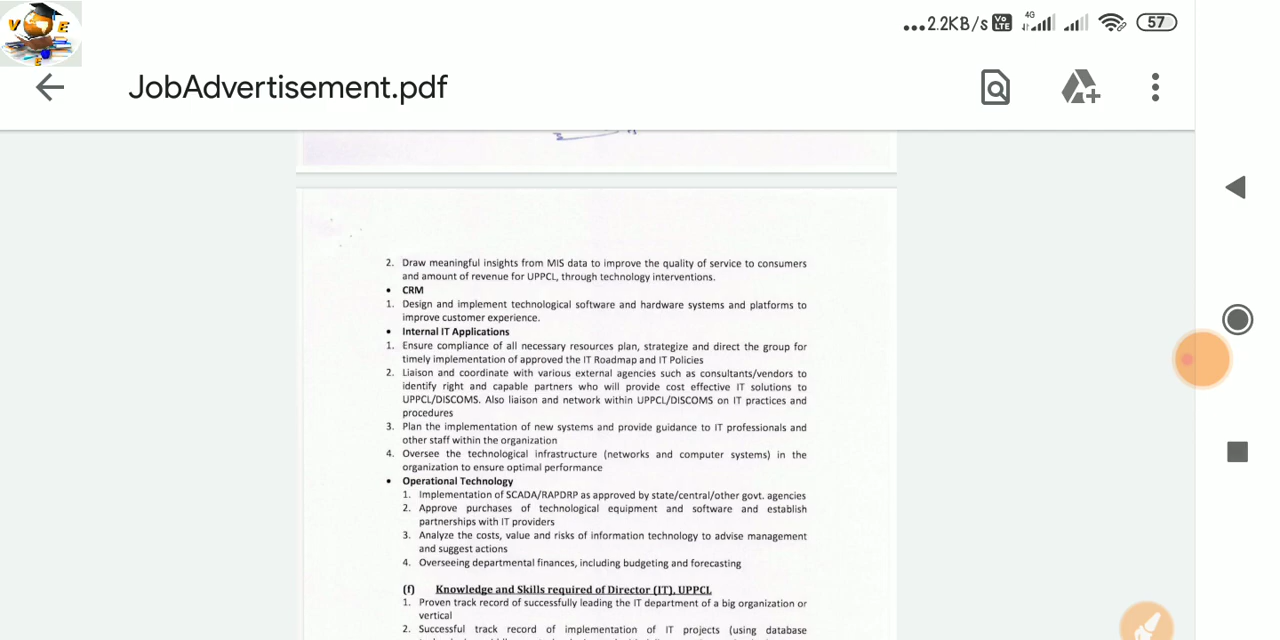 V E
E
...2.2KB/s Vo LTE 4G 57
JobAdvertisement.pdf
2. Draw meaningful insights from MIS data to improve the quality of service to consumers
and amount of revenue for UPPCL, through technology interventions.
• CRM
1. Design and implement technological software and hardware systems and platforms to
improve customer experience.
• Internal IT Applications
1. Ensure compliance of all necessary resources plan, strategize and direct the group for
timely implementation of approved the IT Roadmap and IT Policies
2. Liaison and coordinate with various external agencies such as consultants/vendors to
identify right and capable partners who will provide cost effective IT solutions to
UPPCL/DISCOMS. Also liaison and network within UPPCL/DISCOMS on IT practices and
procedures
3. Plan the implementation of new systems and provide guidance to IT professionals and
other staff within the organization
4. Oversee the technological infrastructure (networks and computer systems) in the
organization to ensure optimal performance
• Operational Technology
1. Implementation of SCADA/RAPDRP as approved by state/central/other govt. agencies
2. Approve purchases of technological equipment and software and establish
partnerships with IT providers
3. Analyze the costs, value and risks of information technology to advise management
and suggest actions
4. Overseeing departmental finances, including budgeting and forecasting
(f) Knowledge and Skills required of Director (IT), UPPCL
1. Proven track record of successfully leading the IT department of a big organization or
vertical
2. Successful track record of implementation of IT projects (using database